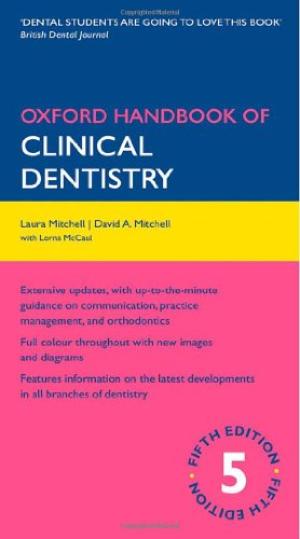 'DENTAL STUDENTS ARE GOING TO LOVE THIS BOOK'
British Dental Journal
OXFORD HANDBOOK OF
CLINICAL
DENTISTRY
Laura Mitchell | David A. Mitchell
with Lorna McCaul
Extensive updates, with up-to-the-minute
guidance on communication, practice
management, and orthodontics
Full colour throughout with new images
and diagrams
Features information on the latest developments
in all branches of dentistry
FIFTH EDITION
5
FIFTH EDITION